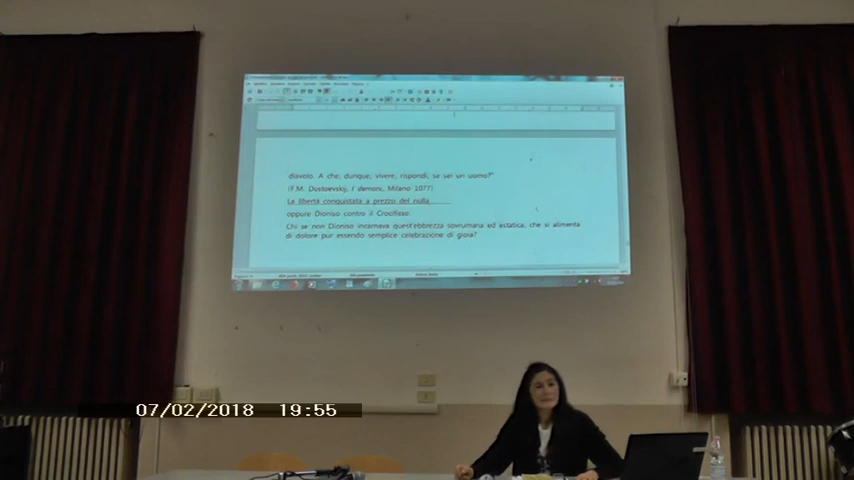 diavolo. A che, dunque, vivere, rispondi, se sei un uomo?"
(F.M. Dostoevskij, I demoni, Milano 1977)
La libertà conquistata a prezzo del nulla
oppure Dioniso contro il Crocifisso.
Chi se non Dioniso incarnava quest'ebbrezza sovrumana ed estatica, che si alimenta
di dolore pur essendo semplice celebrazione di gioia?
07/02/2018 19:55